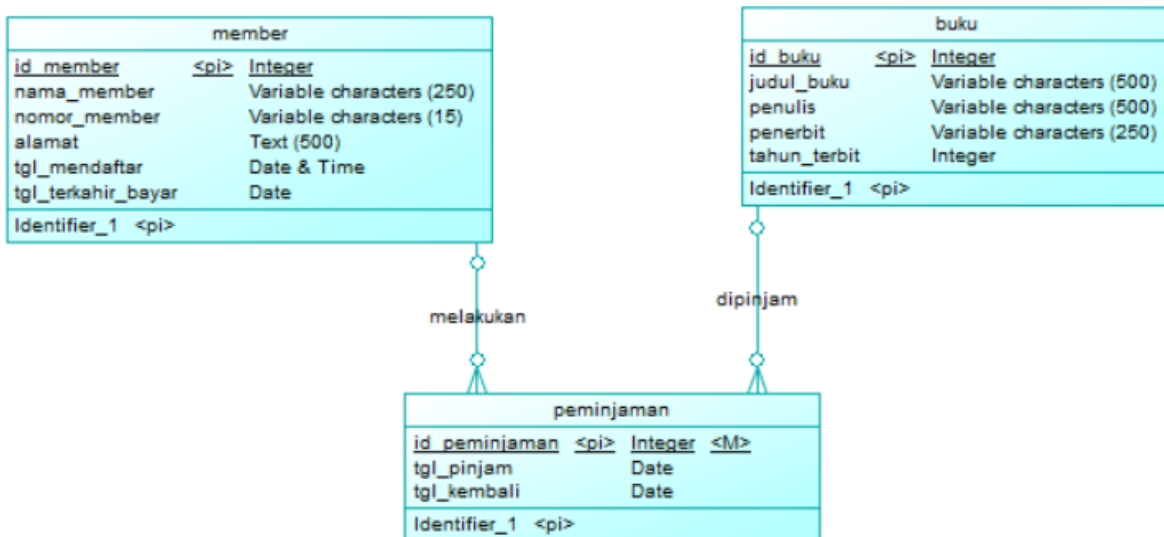 member
id_member <pi> Integer
nama_member Variable characters (250)
nomor_member Variable characters (15)
alamat Text (500)
tgl_mendaftar Date & Time
tgl_terkahir_bayar Date
Identifier_1 <pi>
buku
id_buku <pi> Integer
judul_buku Variable characters (500)
penulis Variable characters (500)
penerbit Variable characters (250)
tahun_terbit Integer
Identifier_1 <pi>
melakukan
dipinjam
peminjaman
id_peminjaman <pi> Integer <M>
tgl_pinjam Date
tgl_kembali Date
Identifier_1 <pi>